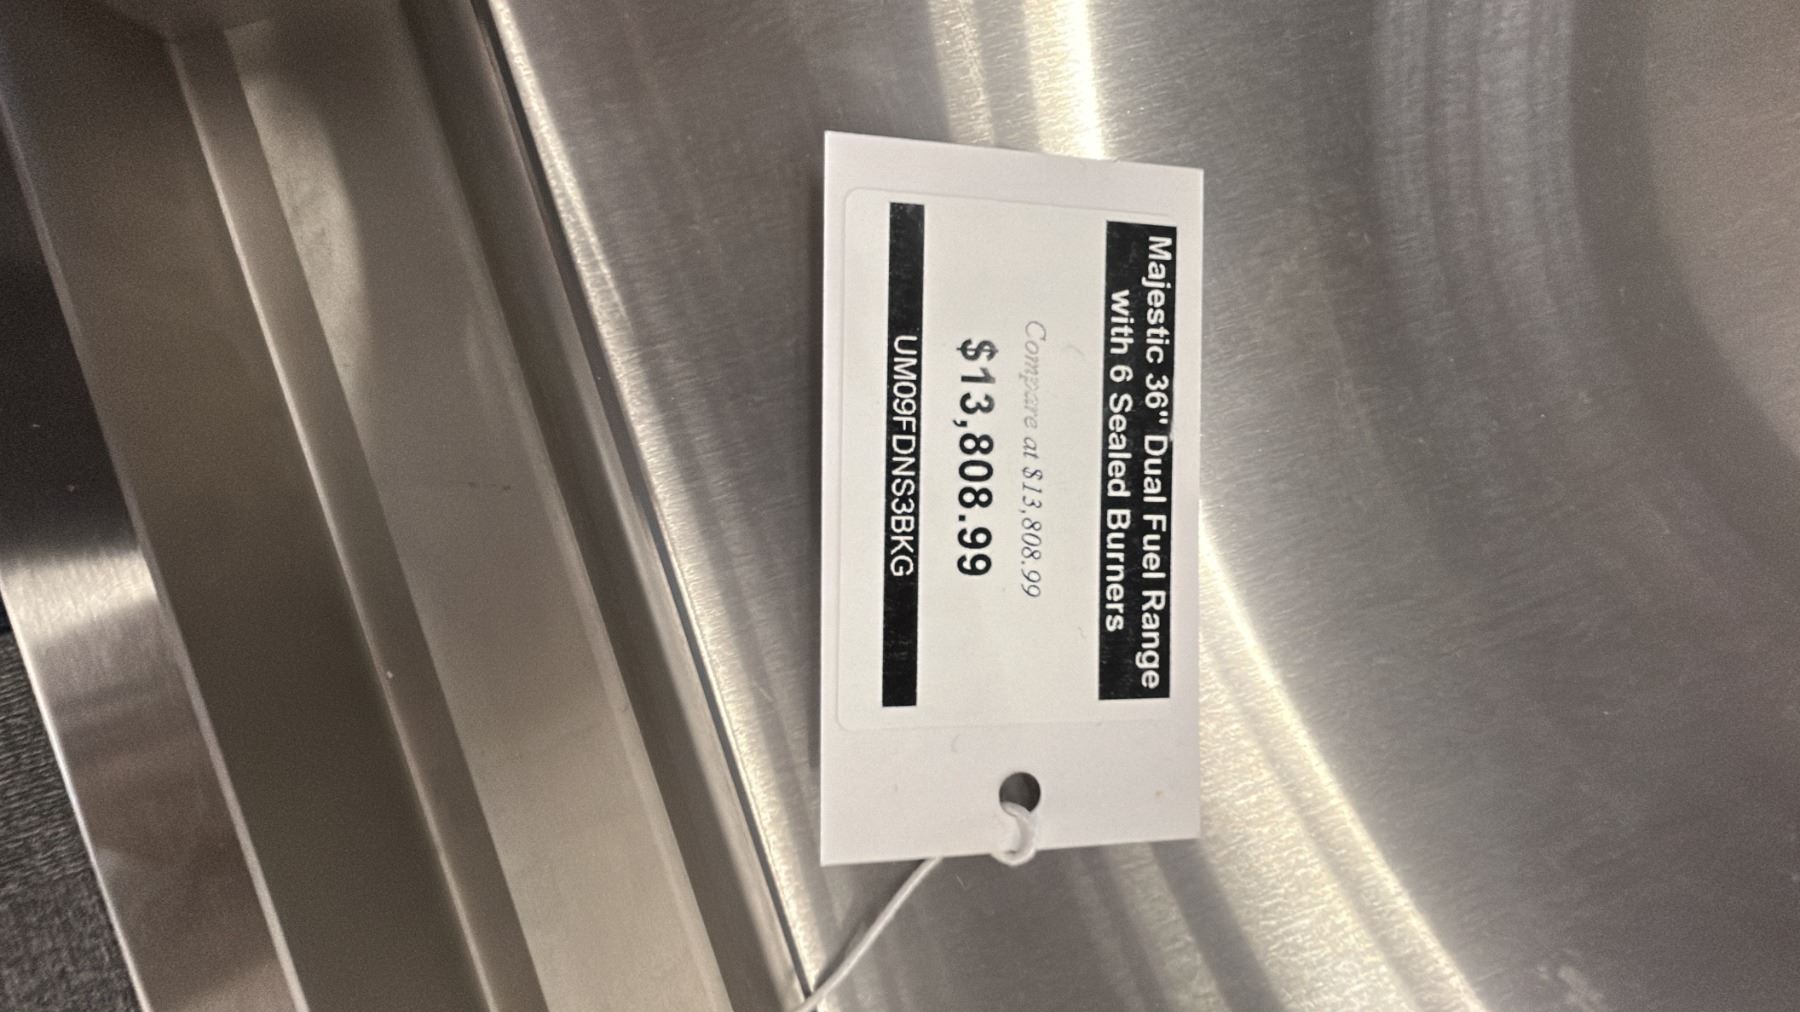 Majestic 36" Dual Fuel Range
with 6 Sealed Burners
Compare at $13,808.99
$13,808.99
UM09FDNS3BKG